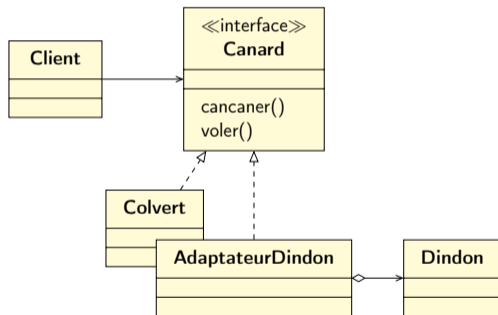 ≪interface≫
Canard
Client
cancaner()
voler()
Colvert
AdaptateurDindon
Dindon